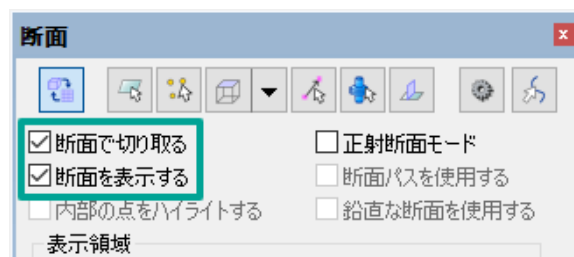 断面
断面で切り取る
正射断面モード
断面を表示する
断面パスを使用する
内部の点をハイライトする
鉛直な断面を使用する
表示領域